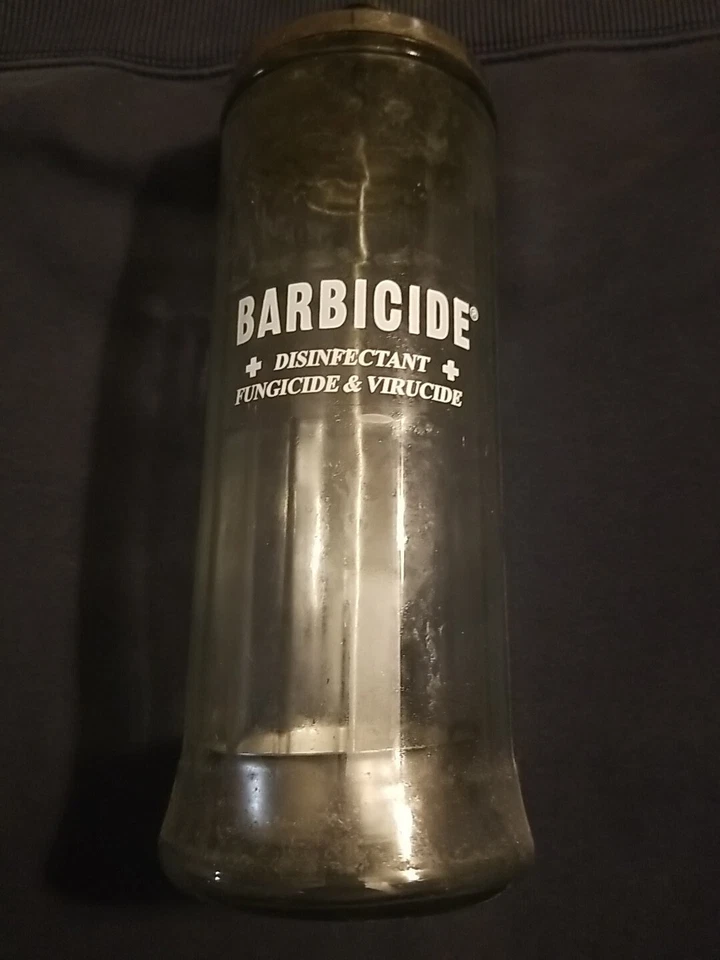 BARBICIDE®
✚ DISINFECTANT ✚
FUNGICIDE & VIRUCIDE